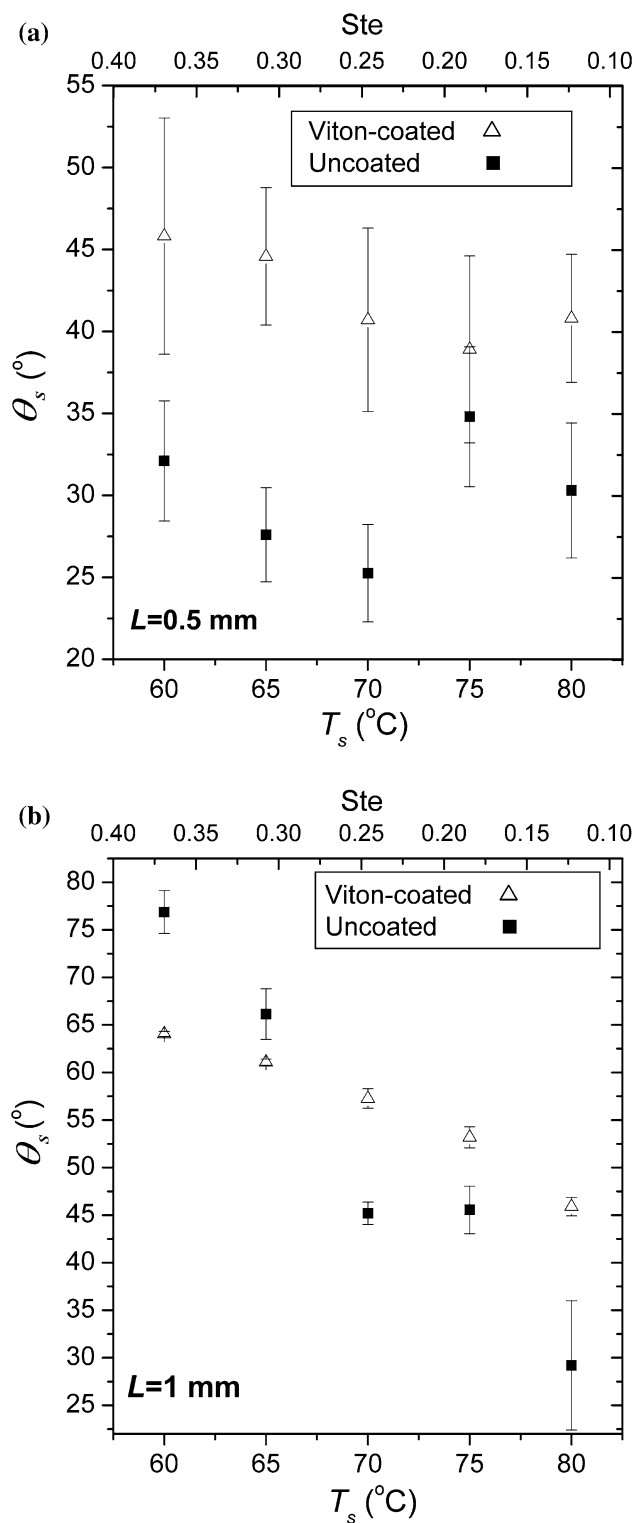 (a)
Ste
0.40 0.35 0.30 0.25 0.20 0.15 0.10
55
50
45
40
35
30
25
20
θs (°)
Viton-coated △
Uncoated ■
L=0.5 mm
60 65 70 75 80
Ts (°C)
(b)
Ste
0.40 0.35 0.30 0.25 0.20 0.15 0.10
80
75
70
65
60
55
50
45
40
35
30
25
θs (°)
Viton-coated △
Uncoated ■
L=1 mm
60 65 70 75 80
Ts (°C)